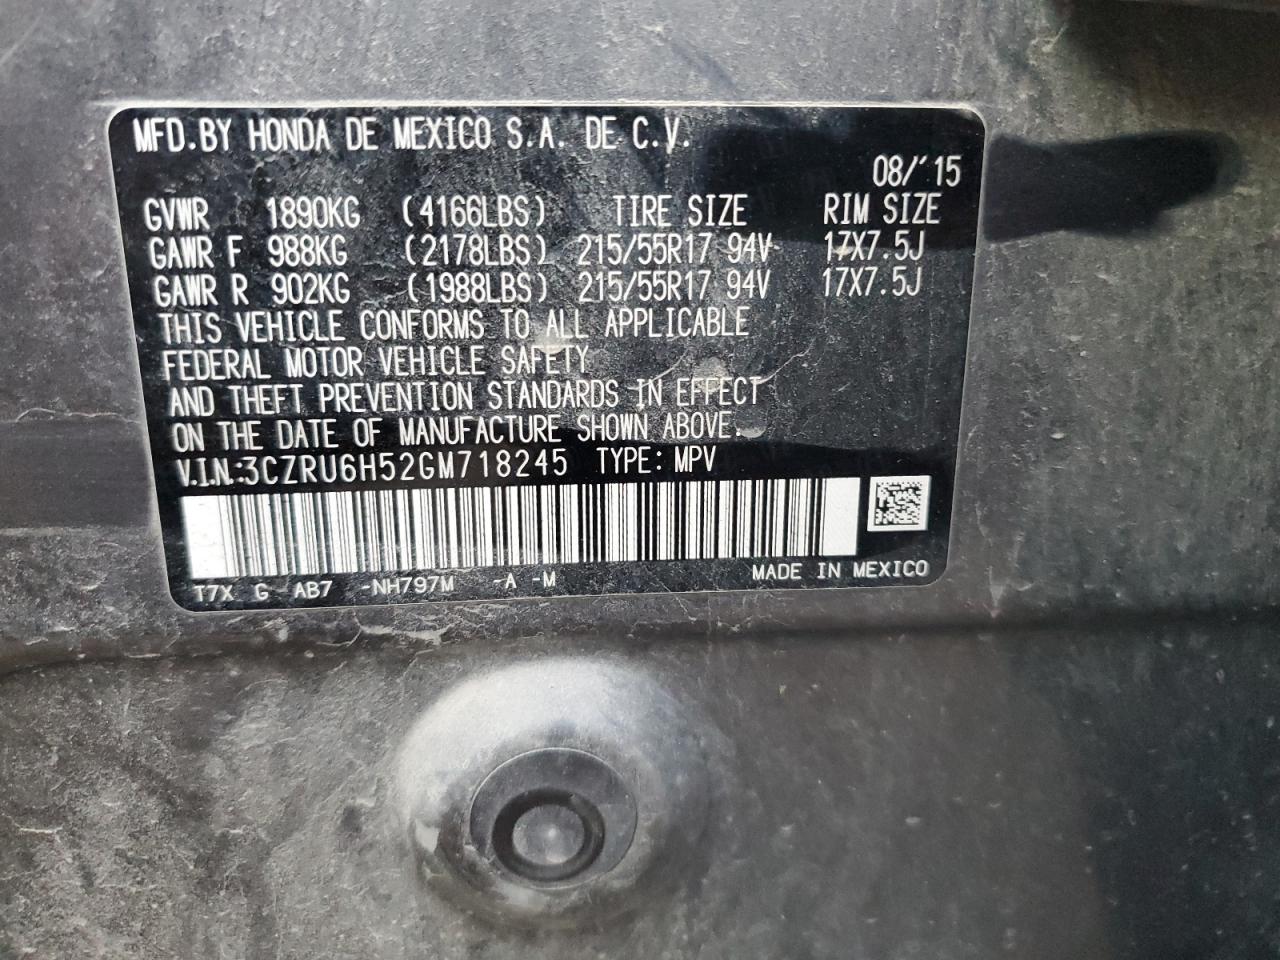 MFD.BY HONDA DE MEXICO S.A. DE C.V.
08/'15
GVWR 1890KG (4166LBS) TIRE SIZE RIM SIZE
GAWR F 988KG (2178LBS) 215/55R17 94V 17X7.5J
GAWR R 902KG (1988LBS) 215/55R17 94V 17X7.5J
THIS VEHICLE CONFORMS TO ALL APPLICABLE
FEDERAL MOTOR VEHICLE SAFETY
AND THEFT PREVENTION STANDARDS IN EFFECT
ON THE DATE OF MANUFACTURE SHOWN ABOVE.
V.I.N.:3CZRU6H52GM718245 TYPE: MPV
T7X G AB7 -NH797M -A -M MADE IN MEXICO